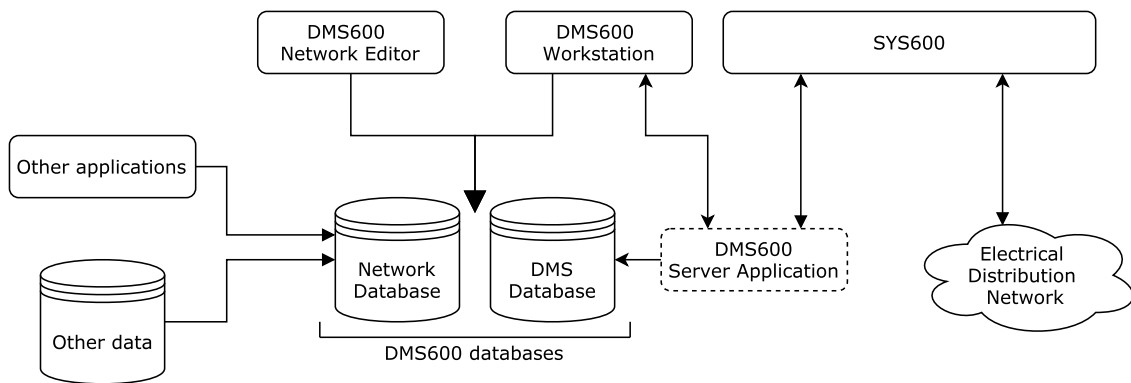 DMS600
Network Editor
DMS600
Workstation
SYS600
Other applications
Network
Database
DMS
Database
DMS600
Server Application
Electrical
Distribution
Network
Other data
DMS600 databases